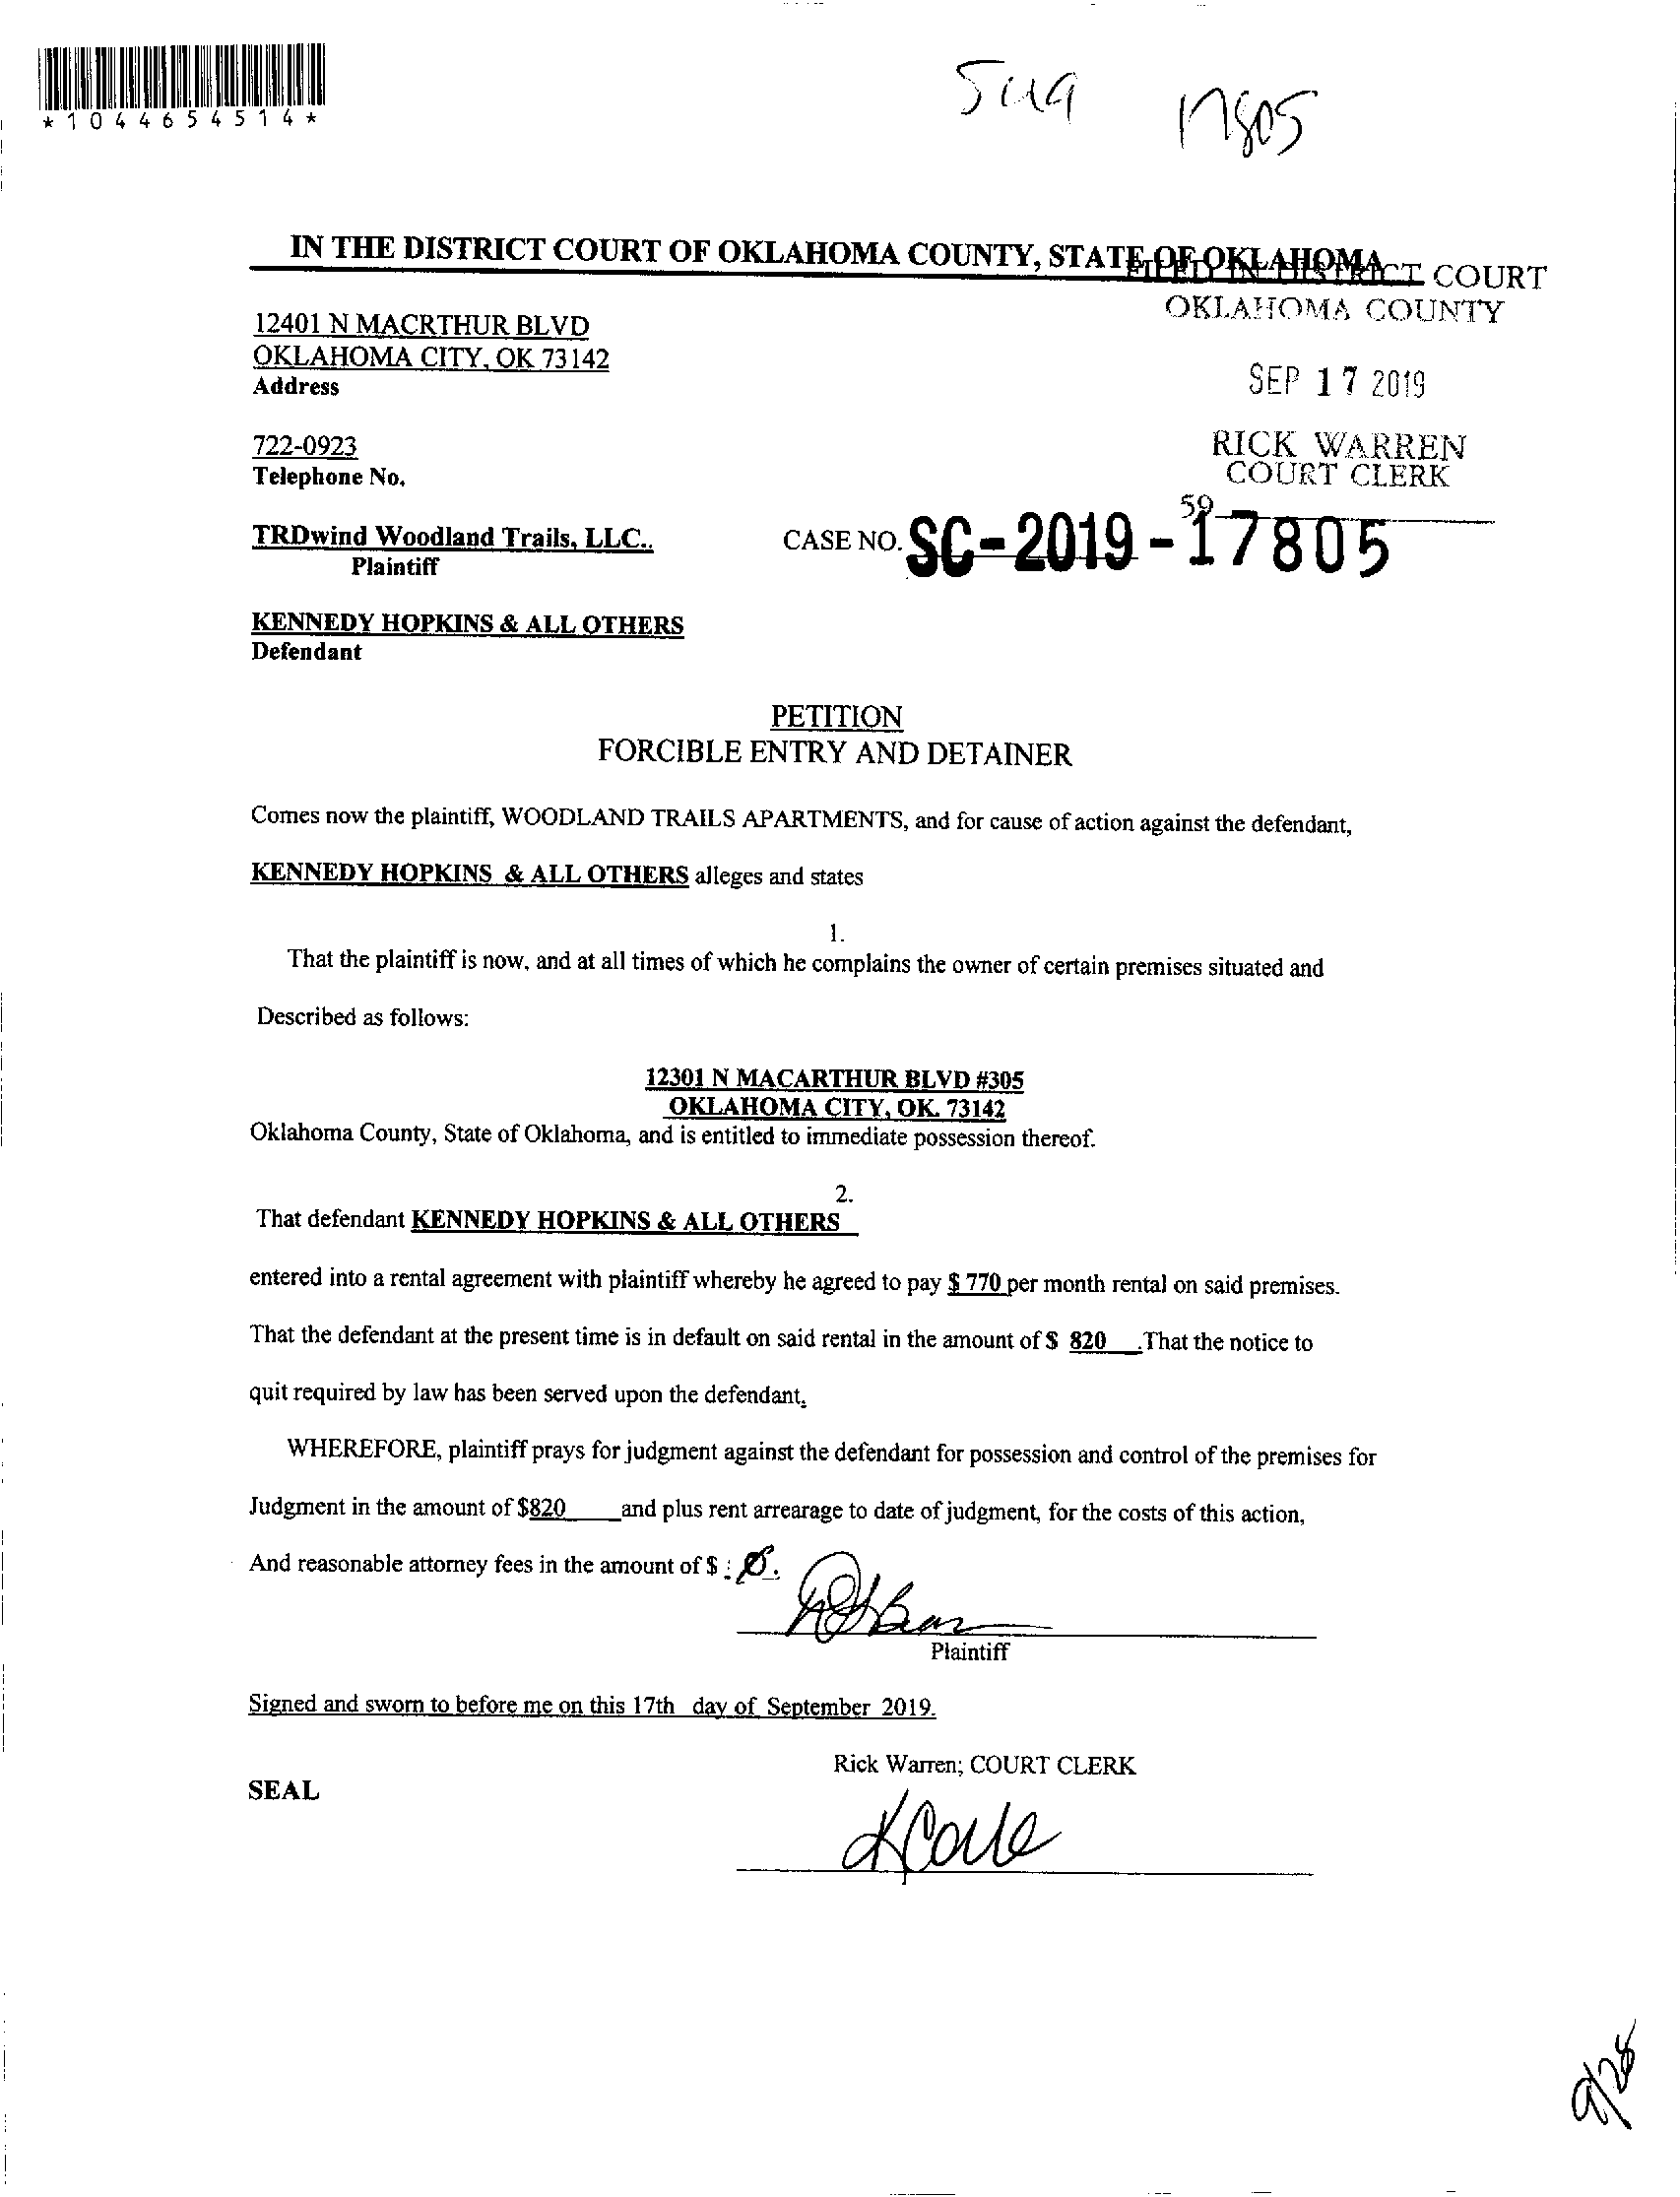 *1044654514*
17805
IN THE DISTRICT COURT OF OKLAHOMA COUNTY, STATE OF OKLAHOMA
FILED IN DISTRICT COURT
OKLAHOMA COUNTY
12401 N MACRTHUR BLVD
OKLAHOMA CITY, OK 73142
Address
SEP 17 2019
722-0923
Telephone No.
RICK WARREN
COURT CLERK
59
TRDwind Woodland Trails, LLC..
Plaintiff
CASE NO. SC-2019-17805
KENNEDY HOPKINS & ALL OTHERS
Defendant
PETITION
FORCIBLE ENTRY AND DETAINER
Comes now the plaintiff, WOODLAND TRAILS APARTMENTS, and for cause of action against the defendant,
KENNEDY HOPKINS & ALL OTHERS alleges and states
1.
That the plaintiff is now, and at all times of which he complains the owner of certain premises situated and
Described as follows:
12301 N MACARTHUR BLVD #305
OKLAHOMA CITY, OK. 73142
Oklahoma County, State of Oklahoma, and is entitled to immediate possession thereof.
2.
That defendant KENNEDY HOPKINS & ALL OTHERS
entered into a rental agreement with plaintiff whereby he agreed to pay $ 770 per month rental on said premises.
That the defendant at the present time is in default on said rental in the amount of $ 820 .That the notice to
quit required by law has been served upon the defendant.
WHEREFORE, plaintiff prays for judgment against the defendant for possession and control of the premises for
Judgment in the amount of $820 and plus rent arrearage to date of judgment, for the costs of this action,
And reasonable attorney fees in the amount of $ : Ø.
Plaintiff
Signed and sworn to before me on this 17th day of September 2019.
Rick Warren; COURT CLERK
SEAL